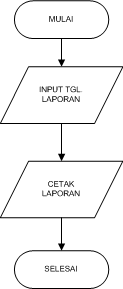 MULAI
INPUT TGL.
LAPORAN
CETAK
LAPORAN
SELESAI